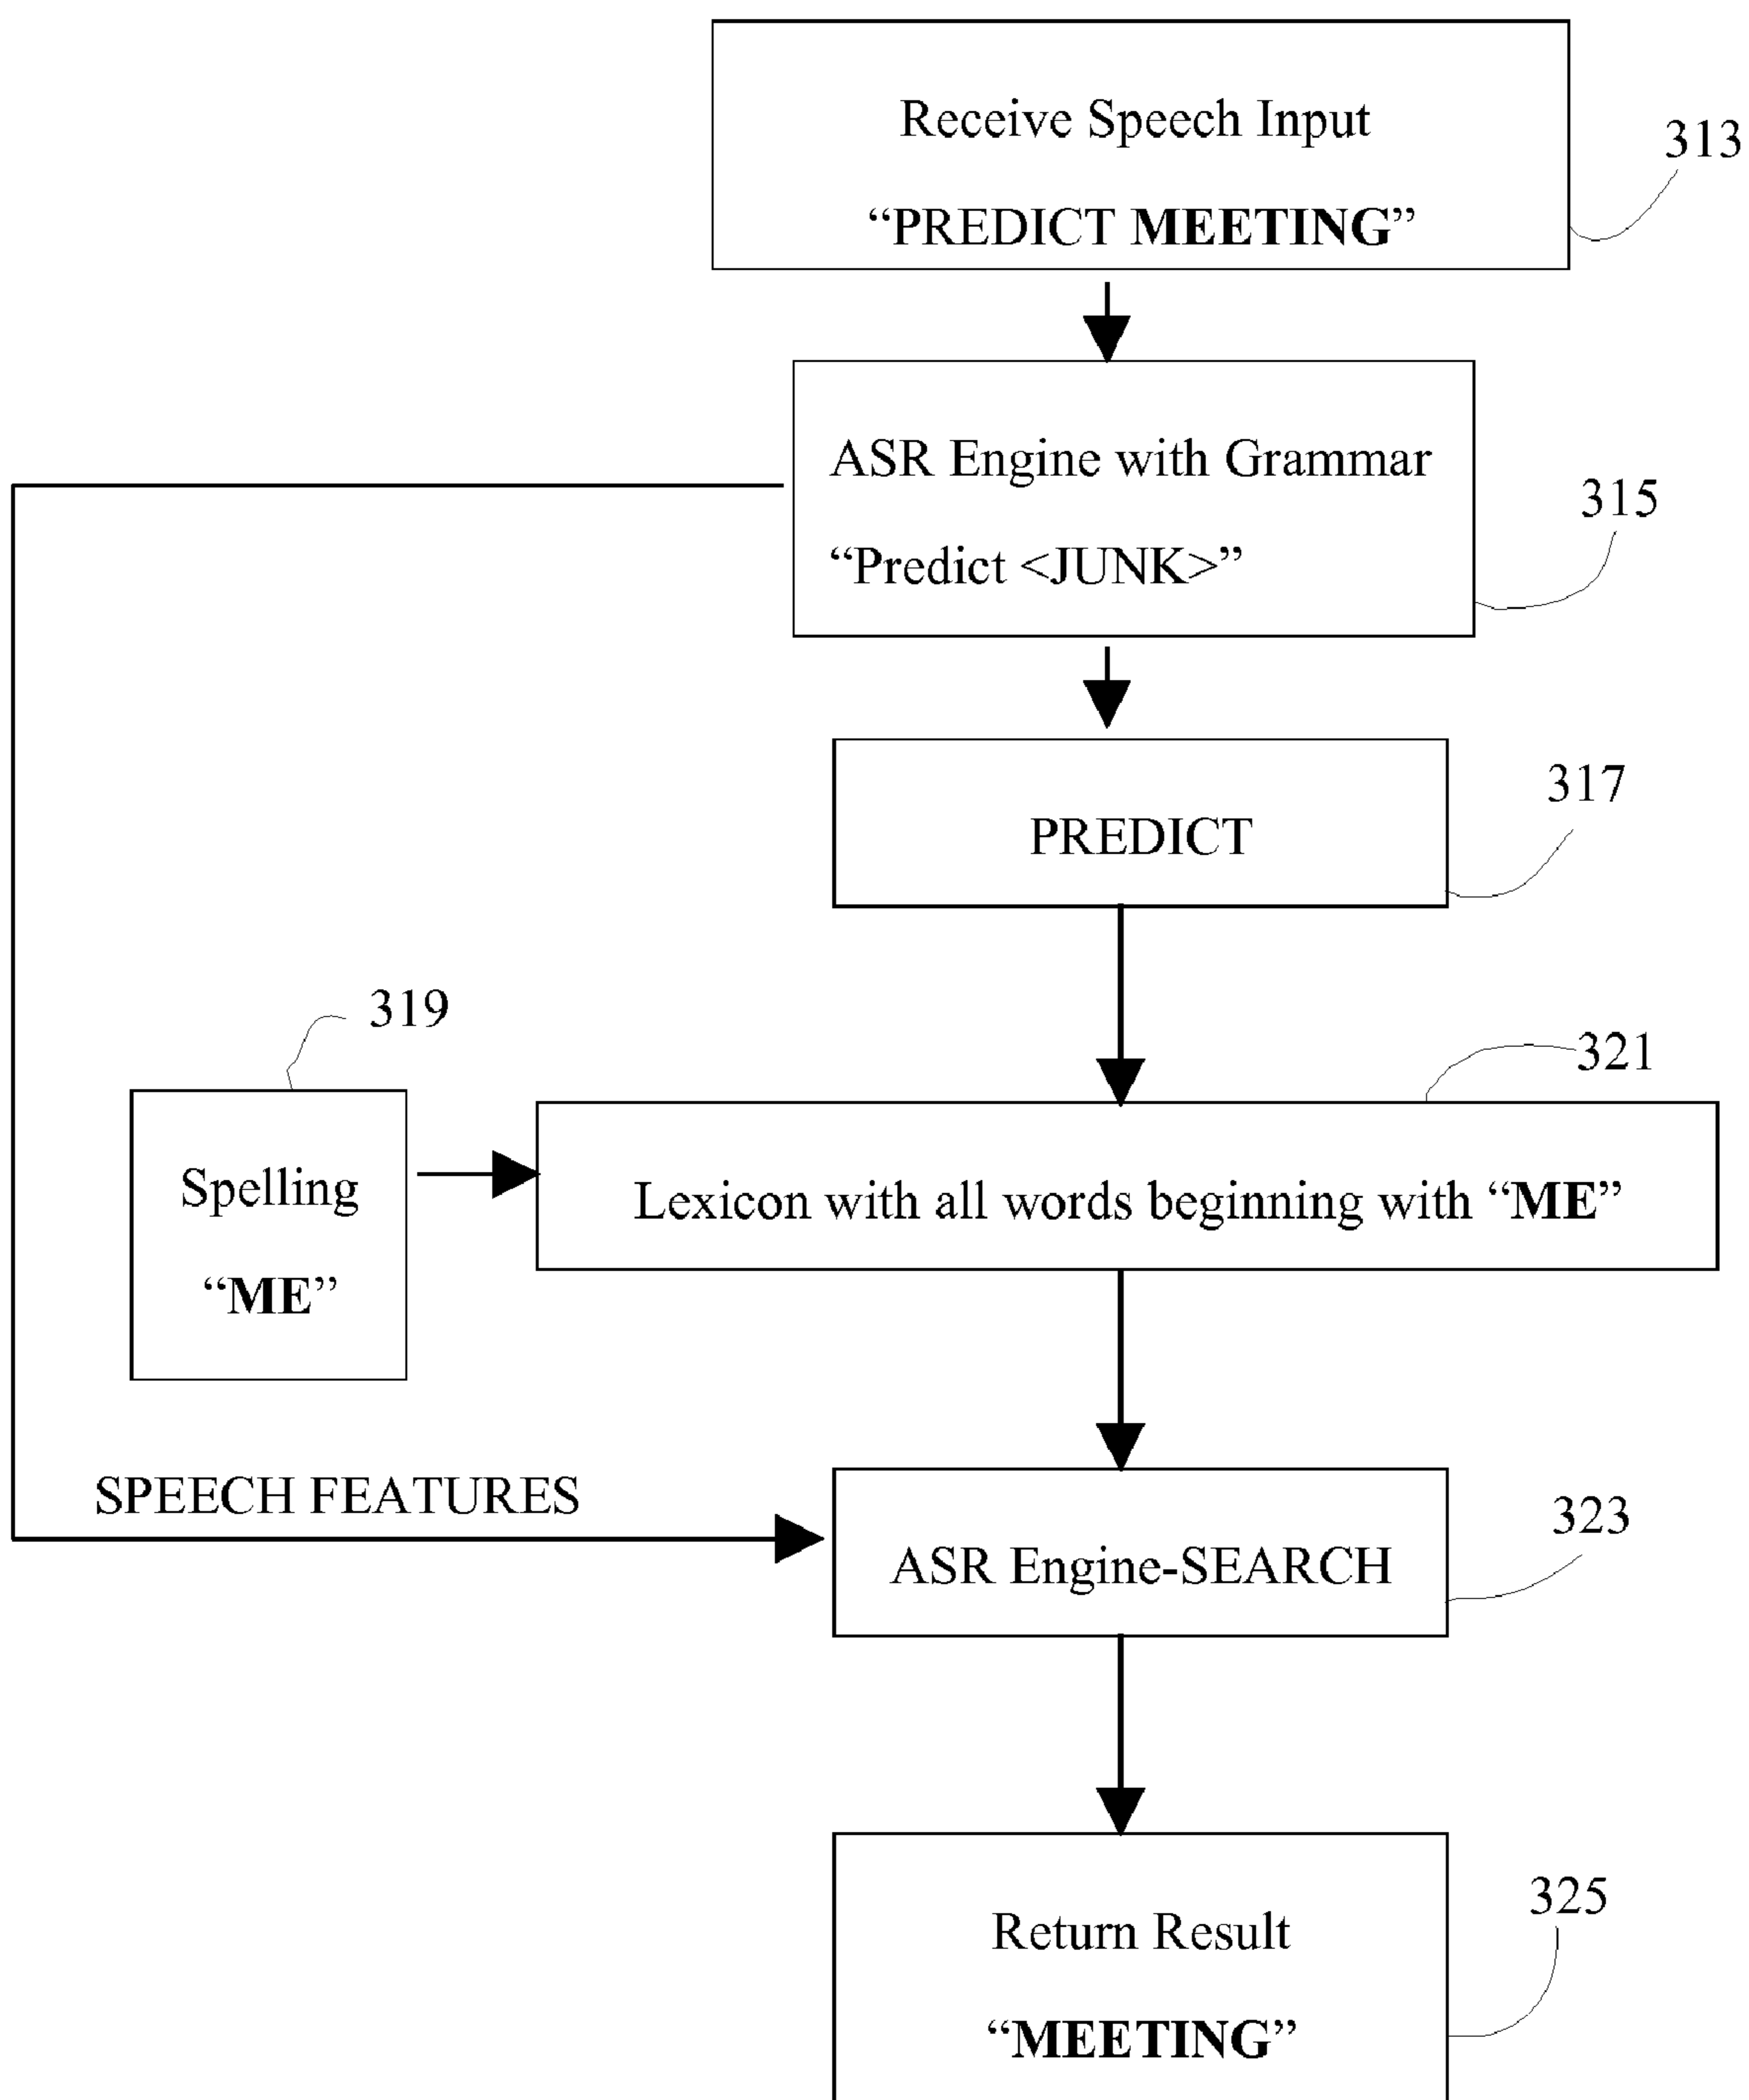 Receive Speech Input
“PREDICT MEETING”
313
ASR Engine with Grammar
“Predict <JUNK>”
315
PREDICT
317
319
Spelling
“ME”
321
Lexicon with all words beginning with “ME”
SPEECH FEATURES
ASR Engine-SEARCH
323
Return Result
“MEETING”
325